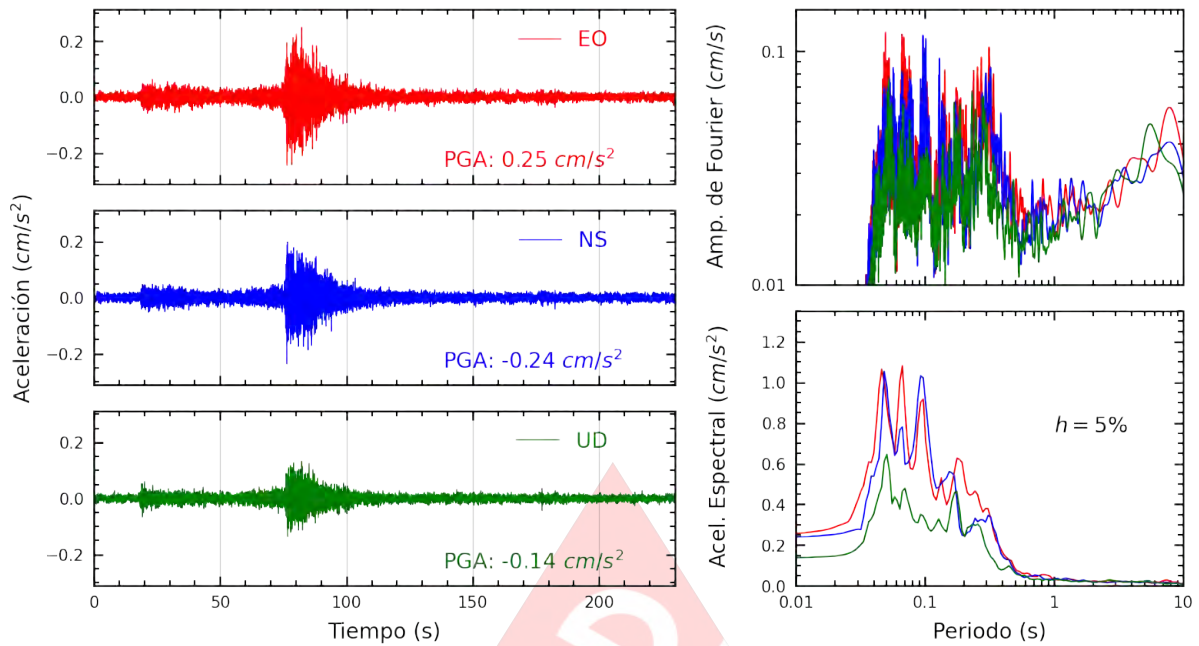 Aceleración (cm/s²)
0.2
0.0
−0.2
EO
PGA: 0.25 cm/s²
0.2
0.0
−0.2
NS
PGA: -0.24 cm/s²
0.2
0.0
−0.2
UD
PGA: -0.14 cm/s²
0 50 100 150 200
Tiempo (s)
Amp. de Fourier (cm/s)
0.1
0.01
Acel. Espectral (cm/s²)
1.2
1.0
0.8
0.6
0.4
0.2
0.0
h = 5%
0.01 0.1 1 10
Periodo (s)